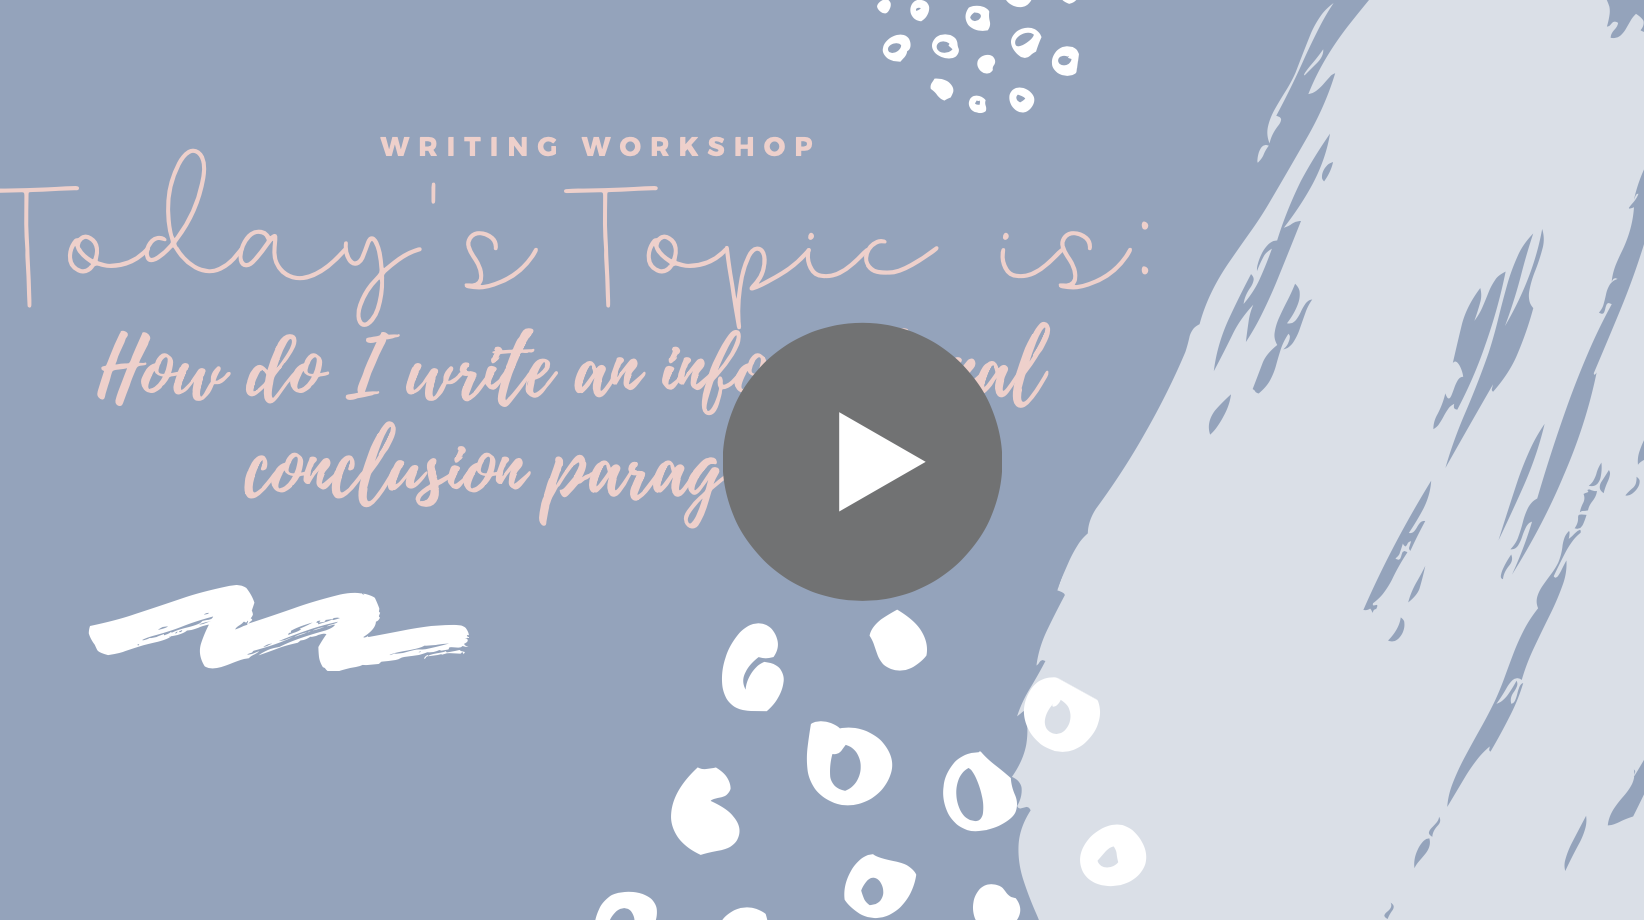 WRITING WORKSHOP
Today's Topic is:
How do I write an
conclusion